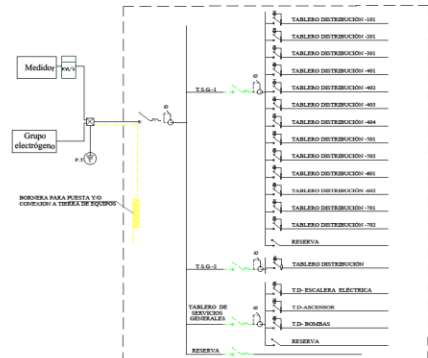 TABLERO DISTRIBUCIÓN -101
TABLERO DISTRIBUCIÓN -201
TABLERO DISTRIBUCIÓN -301
TABLERO DISTRIBUCIÓN -401
T.S.G.-1
TABLERO DISTRIBUCIÓN -402
TABLERO DISTRIBUCIÓN -403
TABLERO DISTRIBUCIÓN -404
TABLERO DISTRIBUCIÓN -501
TABLERO DISTRIBUCIÓN -502
TABLERO DISTRIBUCIÓN -601
TABLERO DISTRIBUCIÓN -602
TABLERO DISTRIBUCIÓN -701
TABLERO DISTRIBUCIÓN -702
RESERVA
Medidor
KW/h
Grupo
electrógeno
P.T
BORNERA PARA PUESTA Y/O
CONEXION A TIERRA DE EQUIPOS
T.S.G.-2
TABLERO DISTRIBUCIÓN
TABLERO DE
SERVICIOS
GENERALES
T.D- ESCALERA ELÉCTRICA
T.D-ASCENSOR
T.D- BOMBAS
RESERVA
RESERVA